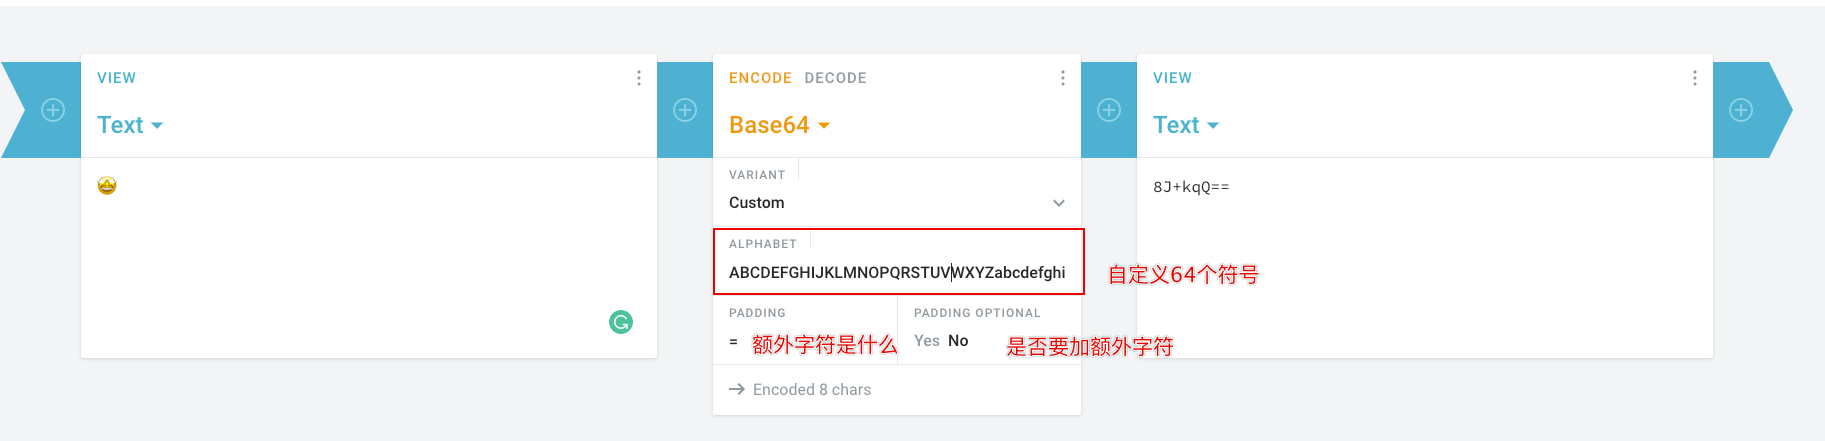 VIEW
Text
🤩
ENCODE DECODE
Base64
VARIANT
Custom
ALPHABET
ABCDEFGHIJKLMNOPQRSTUVWXYZabcdefghi
自定义64个符号
PADDING
= 额外字符是什么
PADDING OPTIONAL
Yes No 是否要加额外字符
Encoded 8 chars
VIEW
Text
8J+kqQ==